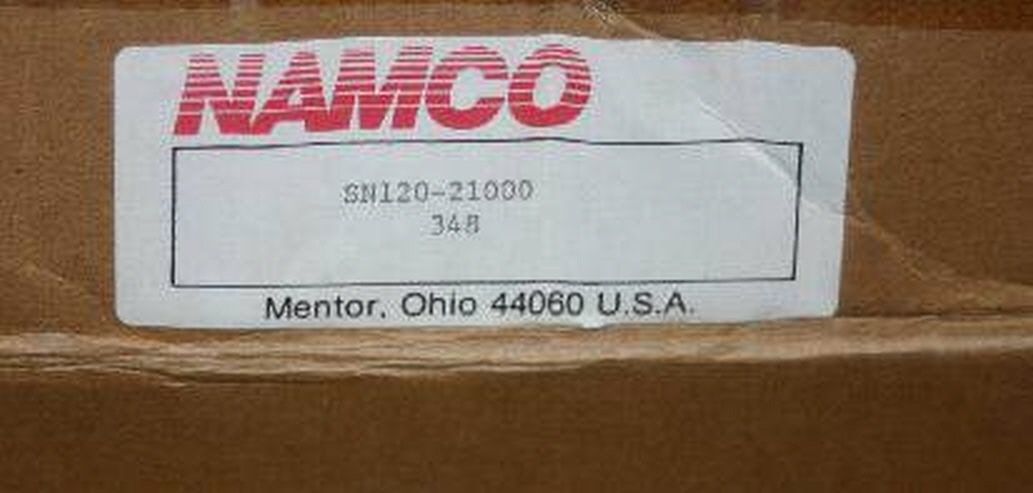 NAMCO
SN120-21000
348
Mentor, Ohio 44060 U.S.A.